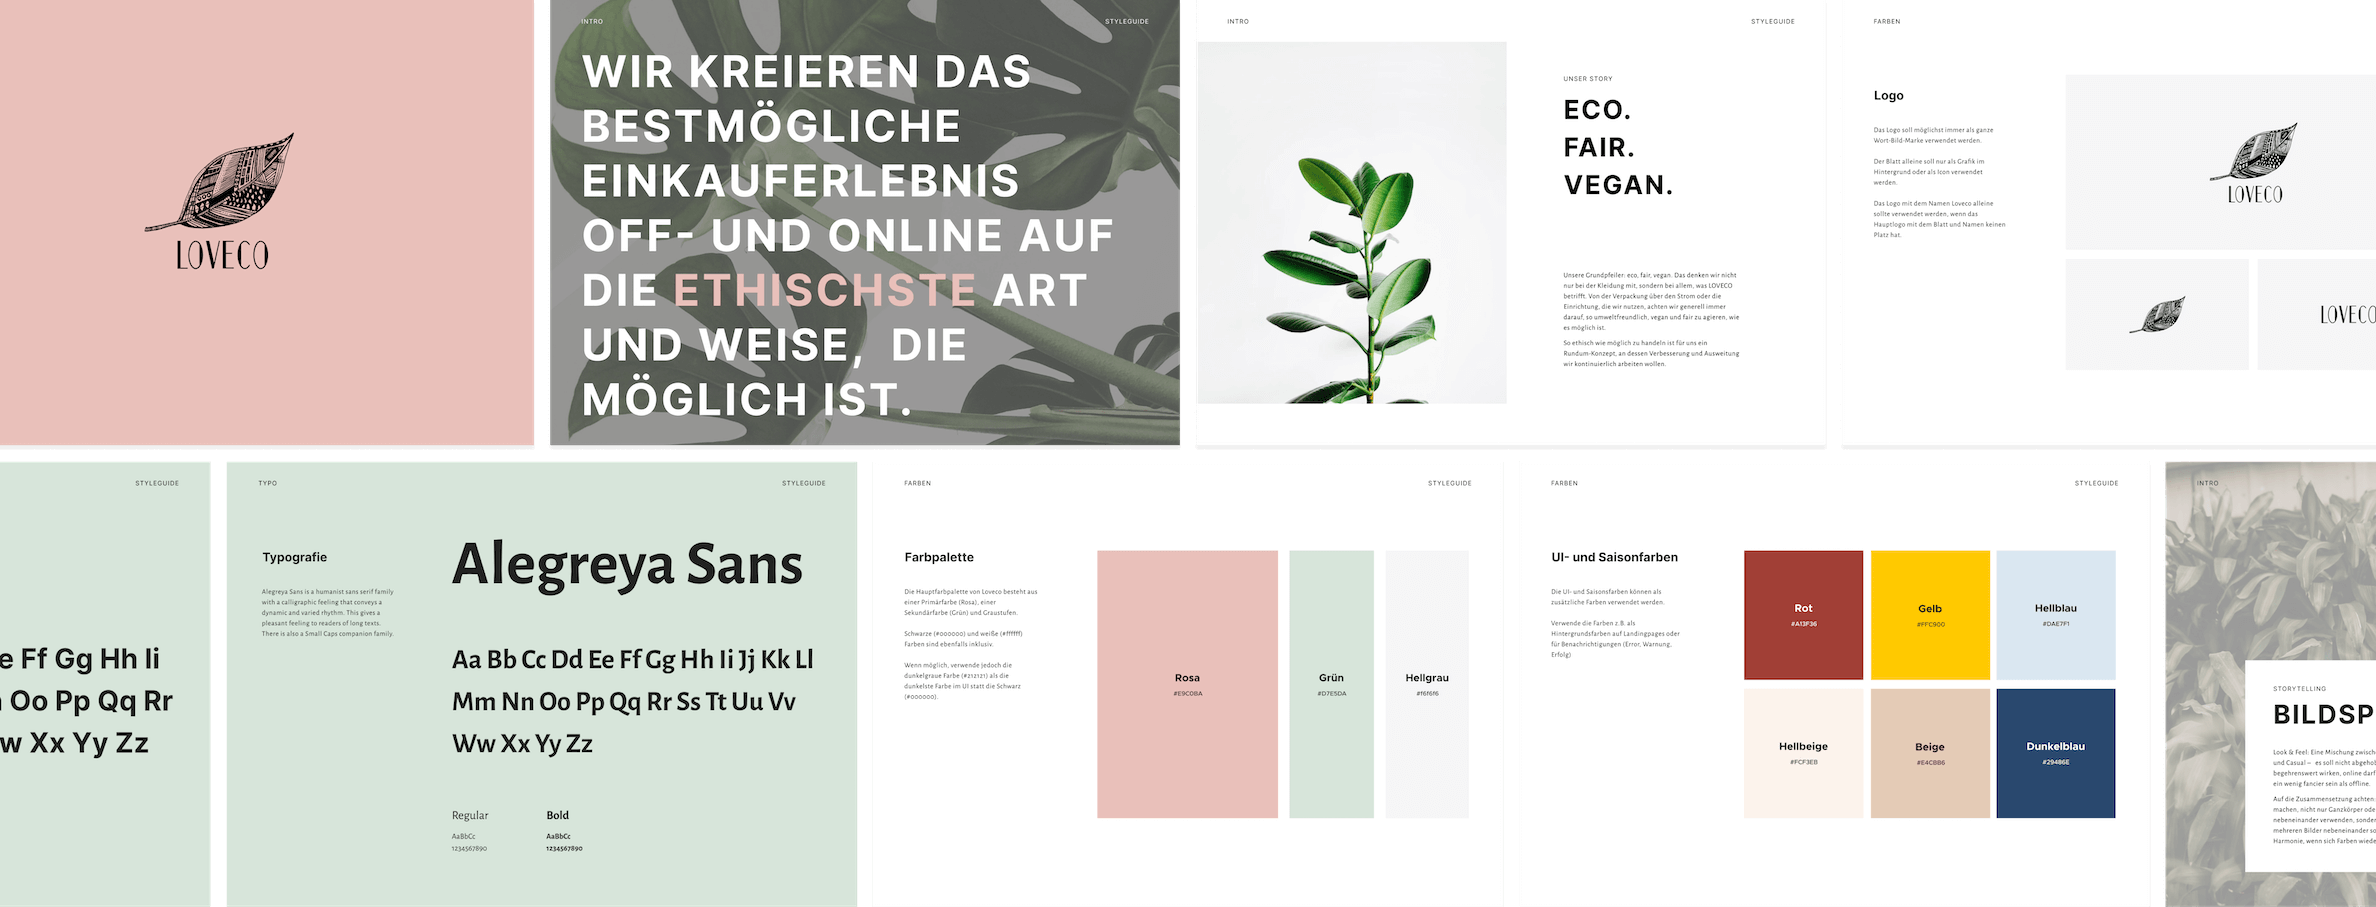 LOVECO
INTRO
STYLEGUIDE
WIR KREIEREN DAS
BESTMÖGLICHE
EINKAUFERLEBNIS
OFF- UND ONLINE AUF
DIE ETHISCHSTE ART
UND WEISE, DIE
MÖGLICH IST.
INTRO
STYLEGUIDE
UNSER STORY
ECO.
FAIR.
VEGAN.
Unsere Grundpfeiler: eco, fair, vegan. Das denken wir nicht
nur bei der Kleidung mit, sondern bei allem, was LOVECO
betrifft. Von der Verpackung über den Strom oder die
Einrichtung, die wir nutzen, achten wir generell immer
darauf, so umweltfreundlich, vegan und fair zu agieren, wie
es möglich ist.
So ethisch wie möglich zu handeln ist für uns ein
Rundum-Konzept, an dessen Verbesserung und Ausweitung
wir kontinuierlich arbeiten wollen.
FARBEN
Logo
Das Logo soll möglichst immer als ganze
Wort-Bild-Marke verwendet werden.
Der Blatt alleine soll nur als Grafik im
Hintergrund oder als Icon verwendet
werden.
Das Logo mit dem Namen Loveco alleine
sollte verwendet werden, wenn das
Hauptlogo mit dem Blatt und Namen keinen
Platz hat.
LOVECO
LOVECO
STYLEGUIDE
e Ff Gg Hh Ii
Oo Pp Qq Rr
w Xx Yy Zz
TYPO
STYLEGUIDE
Typografie
Alegreya Sans is a humanist sans serif family
with a calligraphic feeling that conveys a
dynamic and varied rhythm. This gives a
pleasant feeling to readers of long texts.
There is also a Small Caps companion family.
Alegreya Sans
Aa Bb Cc Dd Ee Ff Gg Hh Ii Jj Kk Ll
Mm Nn Oo Pp Qq Rr Ss Tt Uu Vv
Ww Xx Yy Zz
Regular
AaBbCc
1234567890
Bold
AaBbCc
1234567890
FARBEN
STYLEGUIDE
Farbpalette
Die Hauptfarbpalette von Loveco besteht aus
einer Primärfarbe (Rosa), einer
Sekundärfarbe (Grün) und Graustufen.
Schwarze (#000000) und weiße (#ffffff)
Farben sind ebenfalls inklusiv.
Wenn möglich, verwende jedoch die
dunkelgraue Farbe (#212121) als die
dunkelste Farbe im UI statt die Schwarz
(#000000).
Rosa
#E9C0BA
Grün
#D7E5DA
Hellgrau
#f6f6f6
FARBEN
STYLEGUIDE
UI- und Saisonfarben
Die UI- und Saisonfarben können als
zusätzliche Farben verwendet werden.
Verwende die Farben z.B. als
Hintergrundsfarben auf Landingpages oder
für Benachrichtigungen (Error, Warnung,
Erfolg)
Rot
#A13F36
Gelb
#FFC900
Hellblau
#DAE7F1
Hellbeige
#FCF3EB
Beige
#E4CBB6
Dunkelblau
#29486E
INTRO
STORYTELLING
BILDSP
Look & Feel: Eine Mischung zwisch
und Casual – es soll nicht abgehob
begehrenswert wirken, online darf
ein wenig fancier sein als offline.
Auf die Zusammensetzung achten:
machen, nicht nur Ganzkörper ode
nebeneinander verwenden, sonder
mehreren Bilder nebeneinander so
Harmonie, wenn sich Farben wiede